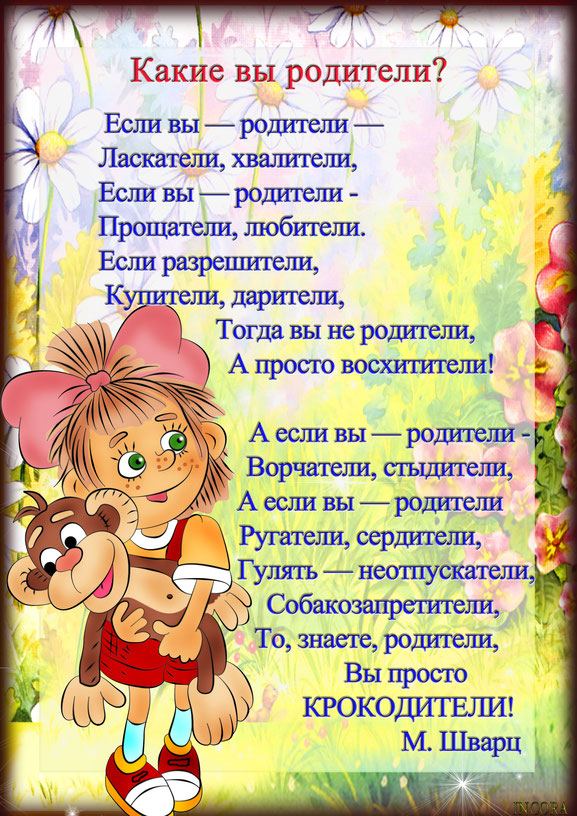 Какие вы родители?
Если вы — родители —
Ласкатели, хвалители,
Если вы — родители -
Прощатели, любители.
Если разрешители,
Купители, дарители,
Тогда вы не родители,
А просто восхитители!
А если вы — родители -
Ворчатели, стыдители,
А если вы — родители
Ругатели, сердители,
Гулять — неотпускатели,
Собакозапретители,
То, знаете, родители,
Вы просто
КРОКОДИТЕЛИ!
М. Шварц
INCORA